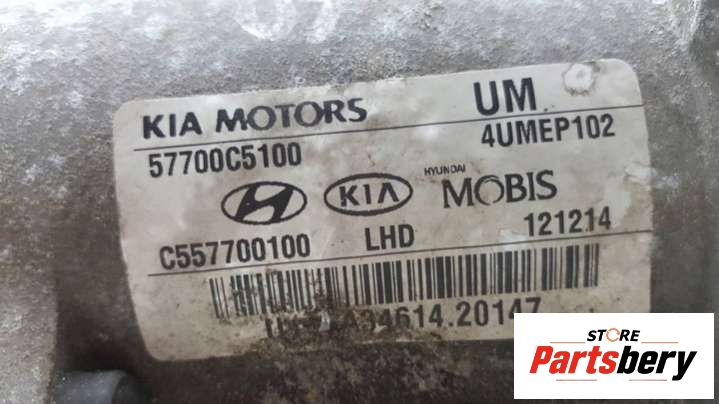 KIA MOTORS UM
57700C5100 4UMEP102
KIA HYUNDAI MOBIS
C557700100 LHD 121214
STORE
Partsbery